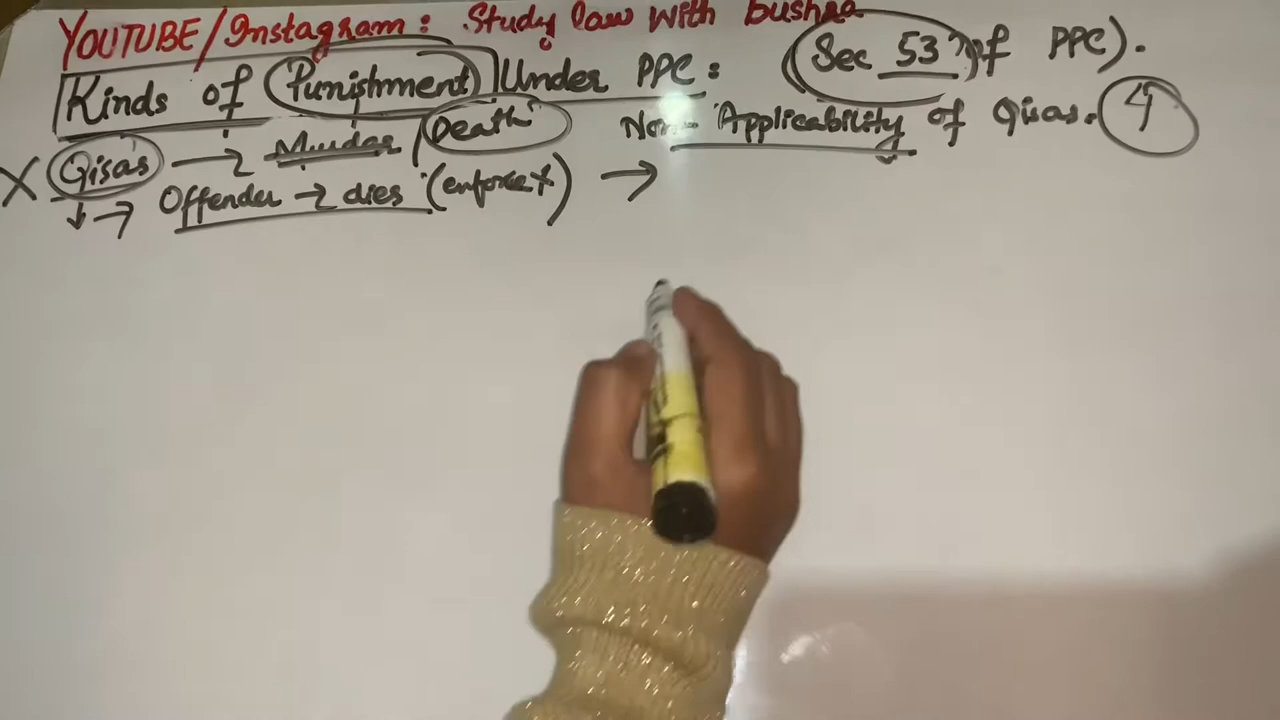 YOUTUBE/Instagram: Study law with bushra
Kinds of Punishment Under PPC: (Sec 53 of PPC).
X Qisas → Murder / Death Non-Applicability of Qisas. 4
↓→ Offender → dies (enforce X) →